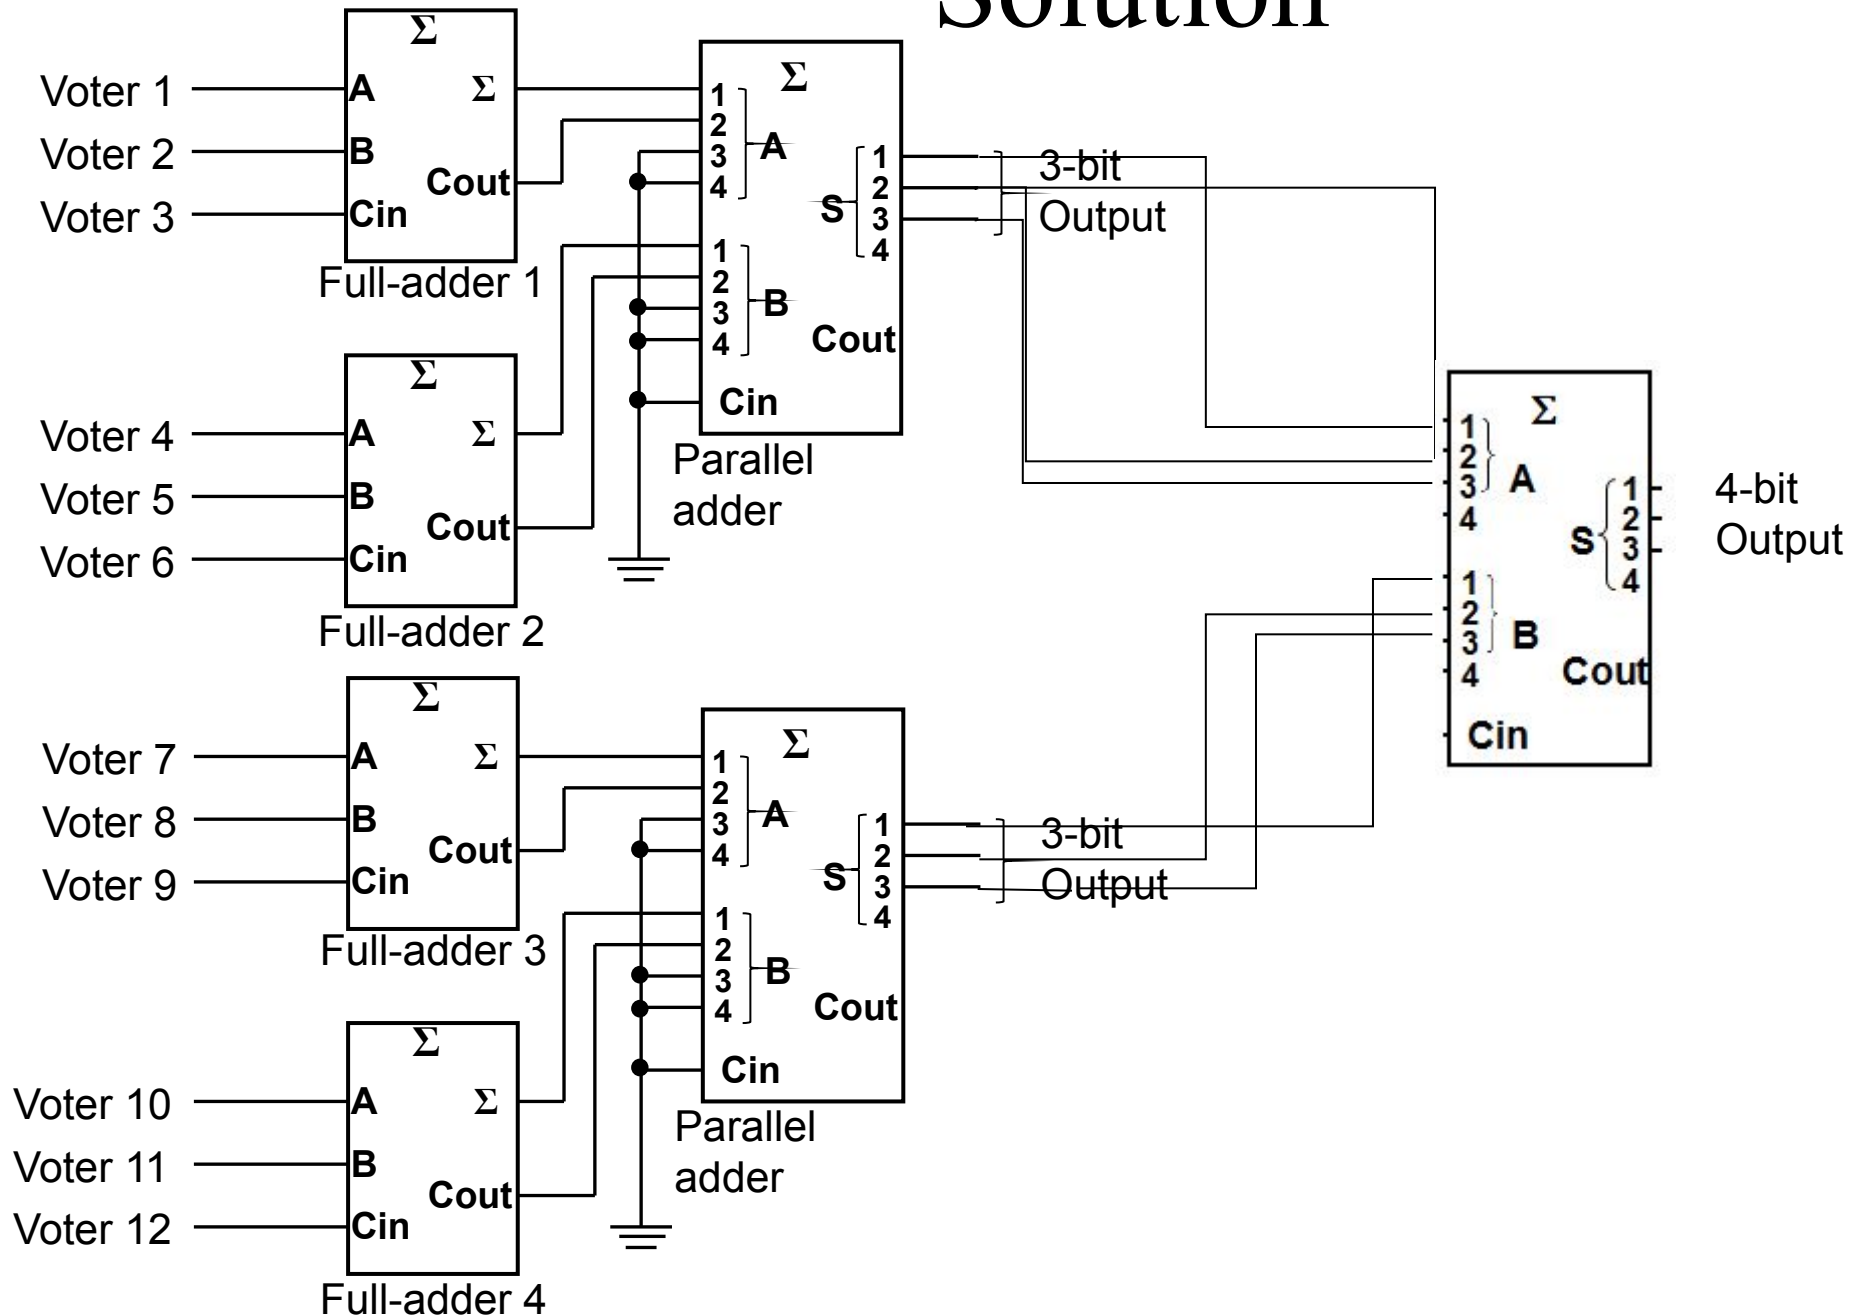 Solution
Σ
Voter 1
A
Σ
Voter 2
B
Cout
Voter 3
Cin
Full-adder 1
Σ
Voter 4
A
Σ
Voter 5
B
Cout
Voter 6
Cin
Full-adder 2
Σ
1
2
3
4
A
1
2
3
4
B
Cin
S
1
2
3
4
Cout
Parallel
adder
3-bit
Output
Σ
Voter 7
A
Σ
Voter 8
B
Cout
Voter 9
Cin
Full-adder 3
Σ
Voter 10
A
Σ
Voter 11
B
Cout
Voter 12
Cin
Full-adder 4
Σ
1
2
3
4
A
1
2
3
4
B
Cin
S
1
2
3
4
Cout
Parallel
adder
3-bit
Output
Σ
1
2
3
4
A
1
2
3
4
B
Cin
S
1
2
3
4
Cout
4-bit
Output